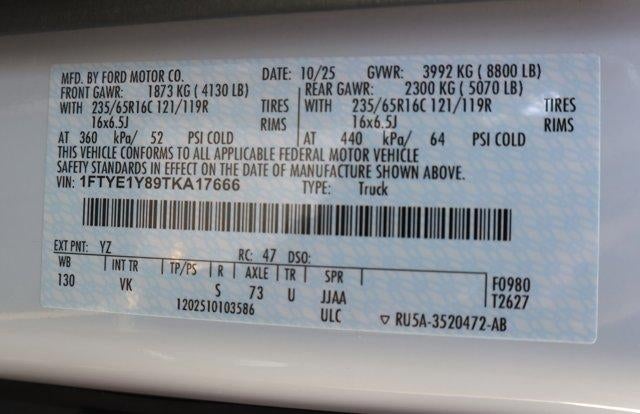 MFD. BY FORD MOTOR CO. DATE: 10/25 GVWR: 3992 KG ( 8800 LB)
FRONT GAWR: 1873 KG ( 4130 LB) REAR GAWR: 2300 KG ( 5070 LB)
WITH 235/65R16C 121/119R TIRES WITH 235/65R16C 121/119R TIRES
16x6.5J RIMS 16x6.5J RIMS
AT 360 kPa/ 52 PSI COLD AT 440 kPa/ 64 PSI COLD
THIS VEHICLE CONFORMS TO ALL APPLICABLE FEDERAL MOTOR VEHICLE
SAFETY STANDARDS IN EFFECT ON THE DATE OF MANUFACTURE SHOWN ABOVE.
VIN: 1FTYE1Y89TKA17666 TYPE: Truck
EXT PNT: YZ RC: 47 DSO:
WB INT TR TP/PS R AXLE TR SPR F0980
130 VK S 73 U JJAA T2627
1202510103586 ULC ▽ RU5A-3520472-AB